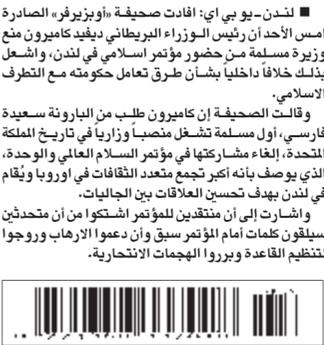 ■ لندن ـ يو بي اي: افادت صحيفة «أوبزيرفر» الصادرة
امس الأحد أن رئيس الوزراء البريطاني ديفيد كاميرون منع
وزيرة مسلمة من حضور مؤتمر اسلامي في لندن، واشعل
بذلك خلافاً داخلياً بشأن طرق تعامل حكومته مع التطرف
الاسلامي.
وقالت الصحيفة إن كاميرون طلب من البارونة سعيدة
فارسي، أول مسلمة تشغل منصباً وزارياً في تاريخ المملكة
المتحدة، إلغاء مشاركتها في مؤتمر السلام العالمي والوحدة،
الذي يوصف بأنه أكبر تجمع متعدد الثقافات في اوروبا ويُقام
في لندن بهدف تحسين العلاقات بين الجاليات.
واشارت إلى أن منتقدين للمؤتمر اشتكوا من أن متحدثين
سيلقون كلمات أمام المؤتمر سبق وأن دعموا الارهاب وروجوا
لتنظيم القاعدة وبرروا الهجمات الانتحارية.